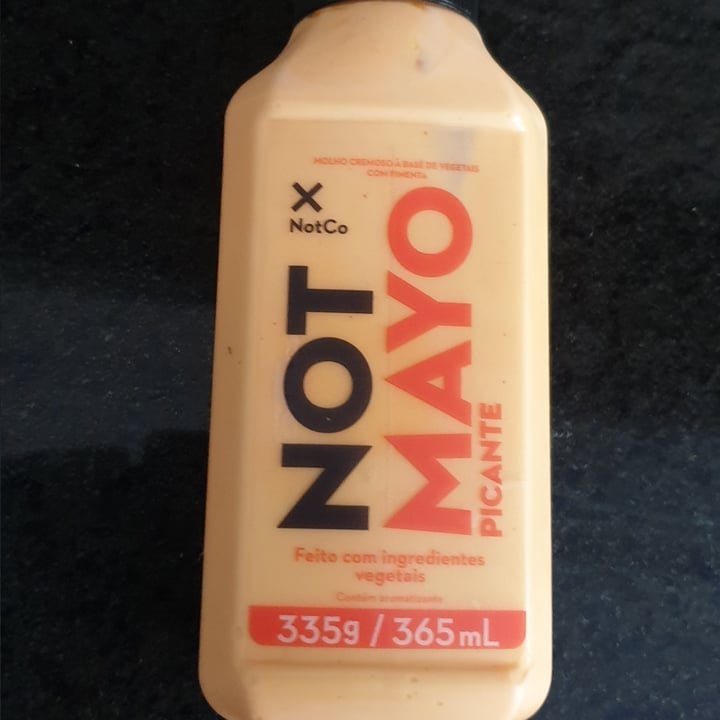 MOLHO CREMOSO À BASE DE VEGETAIS
COM PIMENTA
NotCo
NOT
MAYO
PICANTE
Feito com ingredientes
vegetais
Contém aromatizante
335g / 365mL